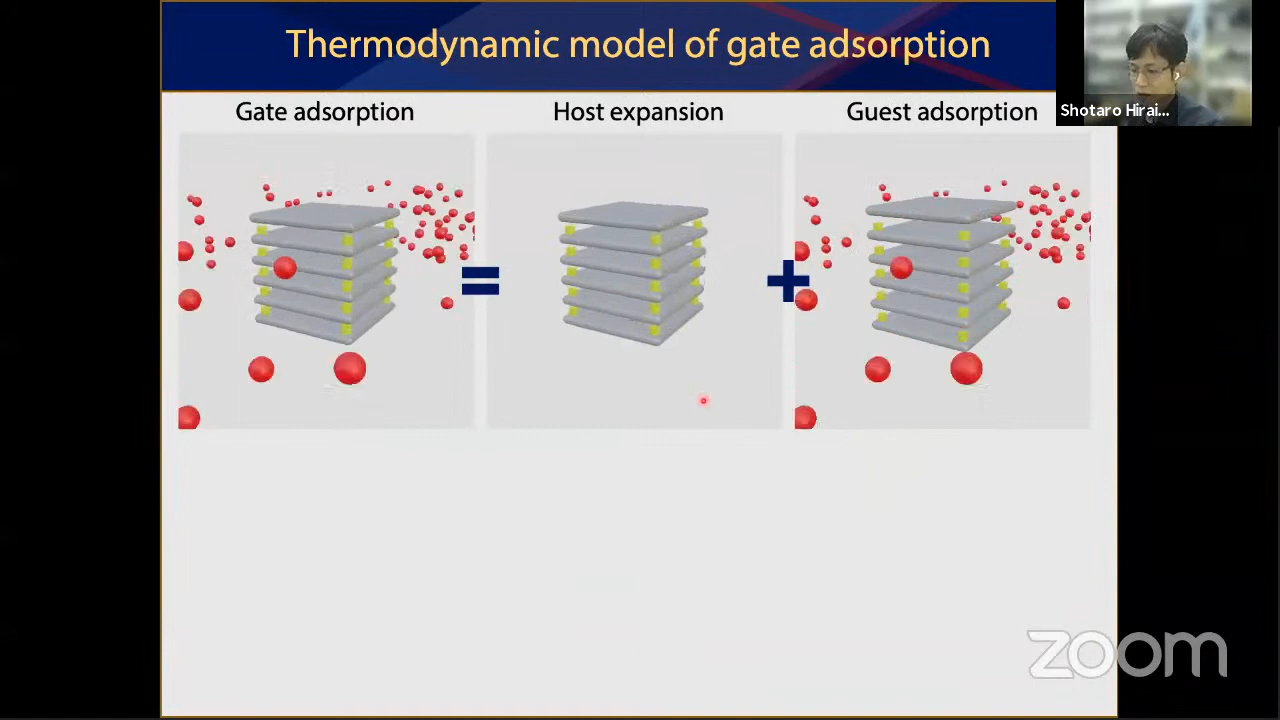 Thermodynamic model of gate adsorption
Gate adsorption
Host expansion
Guest adsorption
Shotaro Hirai...
=
+
zoom